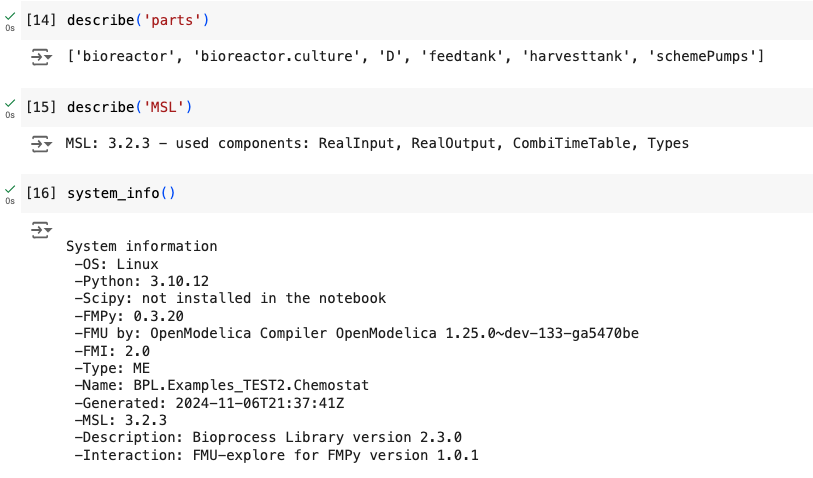 0s [14] describe('parts')
['bioreactor', 'bioreactor.culture', 'D', 'feedtank', 'harvesttank', 'schemePumps']
0s [15] describe('MSL')
MSL: 3.2.3 - used components: RealInput, RealOutput, CombiTimeTable, Types
0s [16] system_info()
System information
-OS: Linux
-Python: 3.10.12
-Scipy: not installed in the notebook
-FMPy: 0.3.20
-FMU by: OpenModelica Compiler OpenModelica 1.25.0~dev-133-ga5470be
-FMI: 2.0
-Type: ME
-Name: BPL.Examples_TEST2.Chemostat
-Generated: 2024-11-06T21:37:41Z
-MSL: 3.2.3
-Description: Bioprocess Library version 2.3.0
-Interaction: FMU-explore for FMPy version 1.0.1